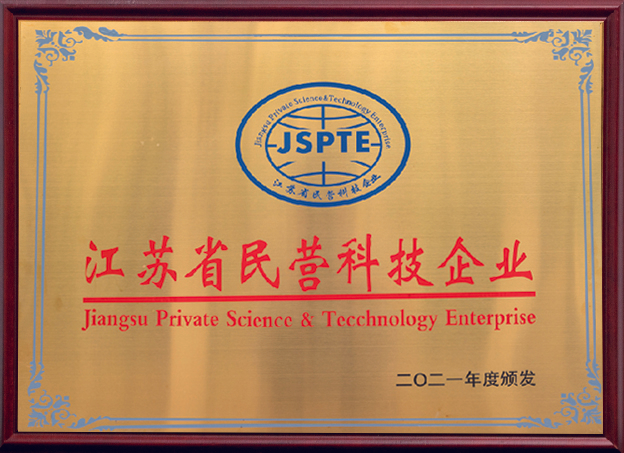 Jiangsu Private Science&Technology Enterprise
JSPTE
江苏省民营科技企业
江苏省民营科技企业
Jiangsu Private Science & Tecchnology Enterprise
二〇二一年度颁发